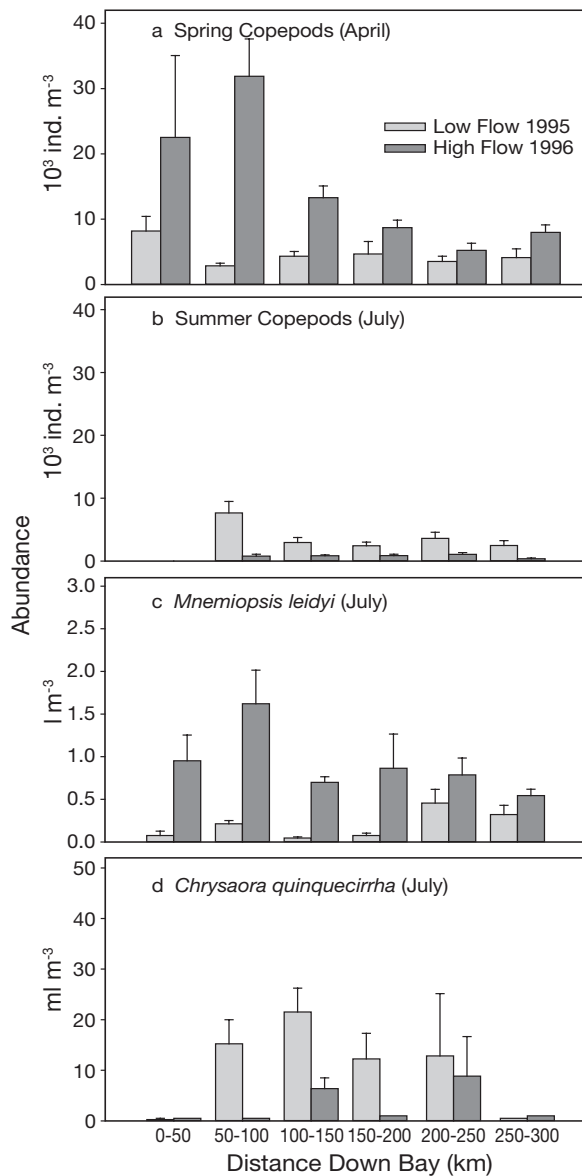 a Spring Copepods (April)
Low Flow 1995
High Flow 1996
10³ ind. m⁻³
40
30
20
10
0
b Summer Copepods (July)
10³ ind. m⁻³
40
30
20
10
0
Abundance
c Mnemiopsis leidyi (July)
l m⁻³
3.0
2.5
2.0
1.5
1.0
0.5
0.0
d Chrysaora quinquecirrha (July)
ml m⁻³
50
40
30
20
10
0
0-50 50-100 100-150 150-200 200-250 250-300
Distance Down Bay (km)